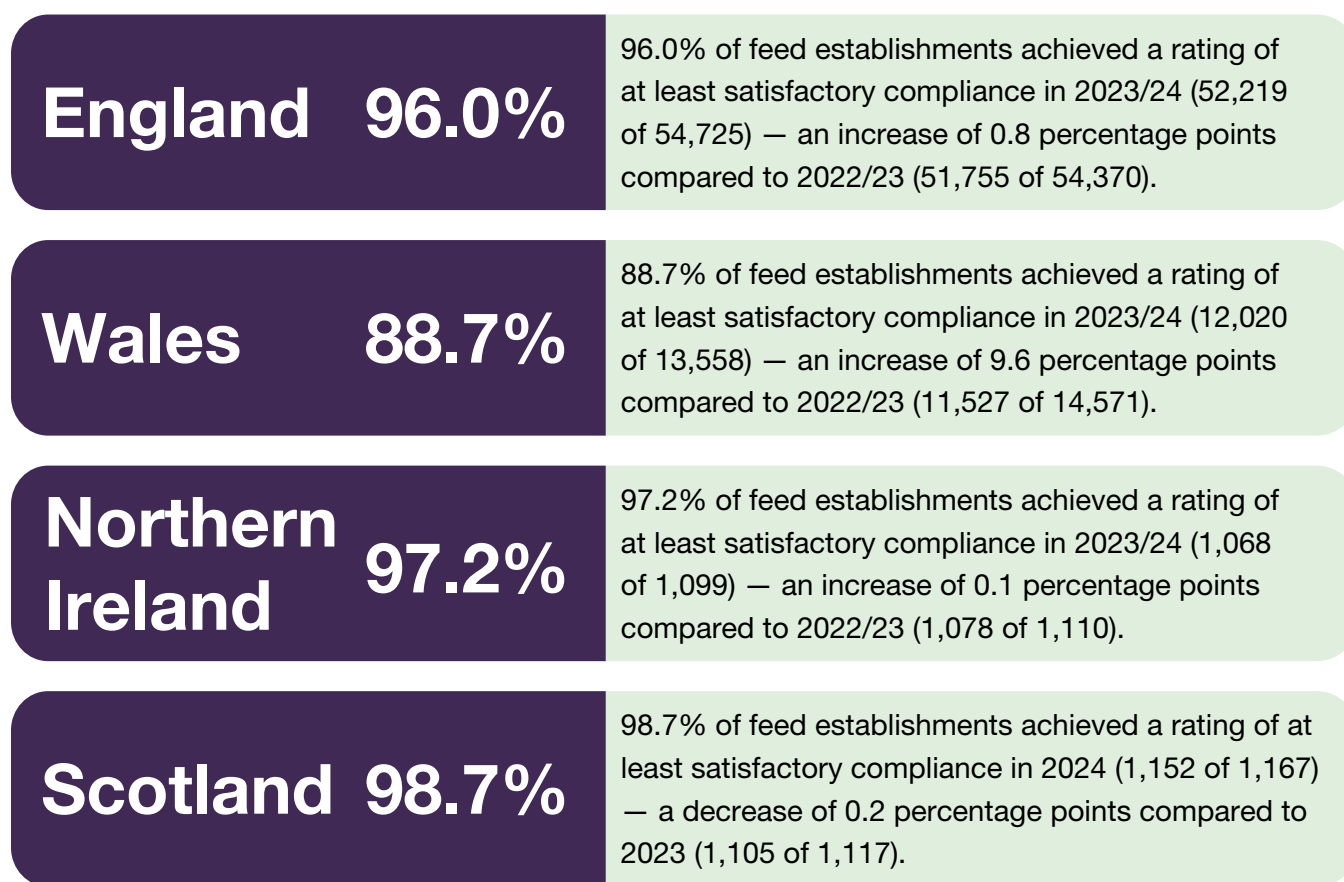 England 96.0%
96.0% of feed establishments achieved a rating of
at least satisfactory compliance in 2023/24 (52,219
of 54,725) — an increase of 0.8 percentage points
compared to 2022/23 (51,755 of 54,370).
Wales 88.7%
88.7% of feed establishments achieved a rating of
at least satisfactory compliance in 2023/24 (12,020
of 13,558) — an increase of 9.6 percentage points
compared to 2022/23 (11,527 of 14,571).
Northern
Ireland
97.2%
97.2% of feed establishments achieved a rating of
at least satisfactory compliance in 2023/24 (1,068
of 1,099) — an increase of 0.1 percentage points
compared to 2022/23 (1,078 of 1,110).
Scotland 98.7%
98.7% of feed establishments achieved a rating of at
least satisfactory compliance in 2024 (1,152 of 1,167)
— a decrease of 0.2 percentage points compared to
2023 (1,105 of 1,117).